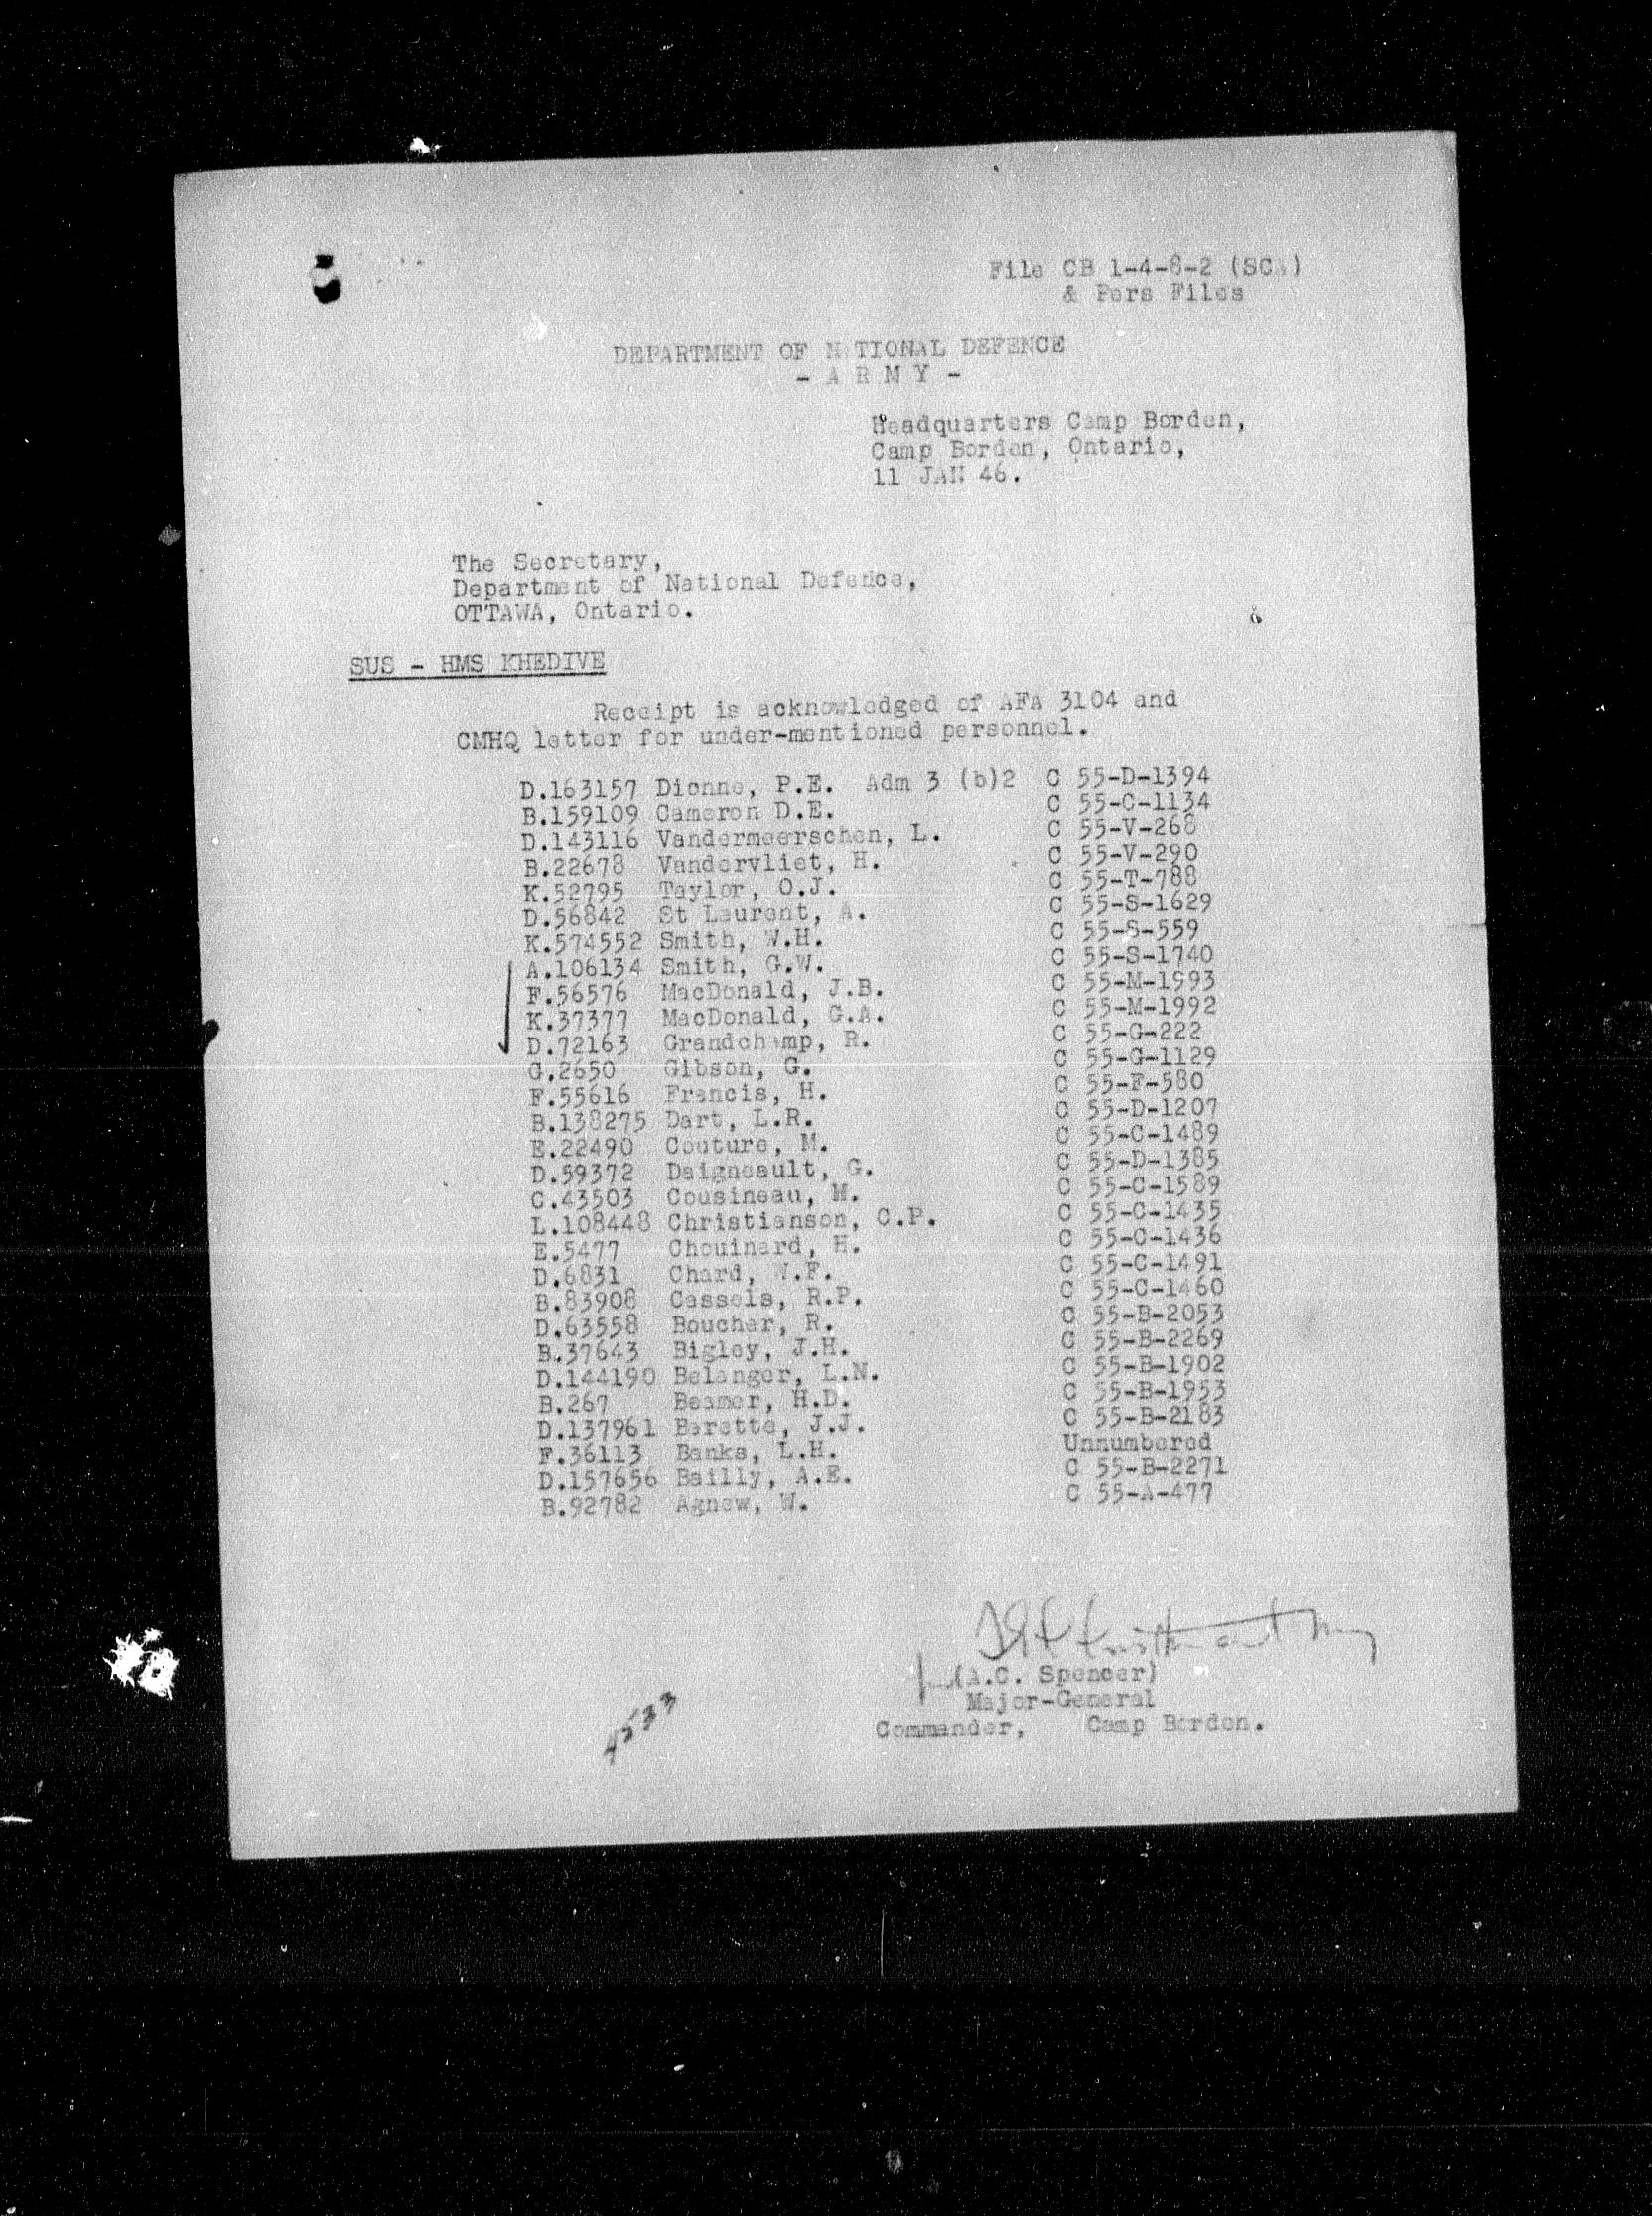 File CB 1-4-8-2 (SCA)
& Pers Files
DEPARTMENT OF NATIONAL DEFENCE
- A R M Y -
Headquarters Camp Borden,
Camp Borden, Ontario,
11 JAN 46.
The Secretary,
Department of National Defence,
OTTAWA, Ontario.
SUS - HMS KHEDIVE
Receipt is acknowledged of AFA 3104 and
CMHQ letter for under-mentioned personnel.
D.163157 Dionne, P.E. Adm 3 (b)2 C 55-D-1394
B.159109 Cameron D.E. C 55-C-1134
D.143116 Vandermeerschen, L. C 55-V-268
B.22678 Vandervliet, H. C 55-V-290
K.52795 Taylor, O.J. C 55-T-788
D.56842 St Laurent, A. C 55-S-1629
K.574552 Smith, W.H. C 55-S-559
A.106134 Smith, G.W. C 55-S-1740
F.56576 MacDonald, J.B. C 55-M-1993
K.37377 MacDonald, G.A. C 55-M-1992
D.72163 Grandchamp, R. C 55-G-222
G.2650 Gibson, G. C 55-G-1129
F.55616 Francis, H. C 55-F-580
B.138275 Dart, L.R. C 55-D-1207
E.22490 Couture, M. C 55-C-1489
D.59372 Daigneault, G. C 55-D-1385
C.43503 Cousineau, M. C 55-C-1589
L.108448 Christianson, C.P. C 55-C-1435
E.5477 Chouinard, H. C 55-C-1436
D.6831 Chard, W.F. C 55-C-1491
B.83908 Cassels, R.P. C 55-C-1460
D.63558 Boucher, R. C 55-B-2053
B.37643 Bigley, J.H. C 55-B-2269
D.144190 Belanger, L.N. C 55-B-1902
B.267 Beamer, H.D. C 55-B-1953
D.137961 Barette, J.J. C 55-B-2183
F.36113 Banks, L.H. Unnumbered
D.157656 Bailly, A.E. C 55-B-2271
B.92782 Agnew, W. C 55-A-477
(A.C. Spencer)
Major-General
Commander, Camp Borden.
4533